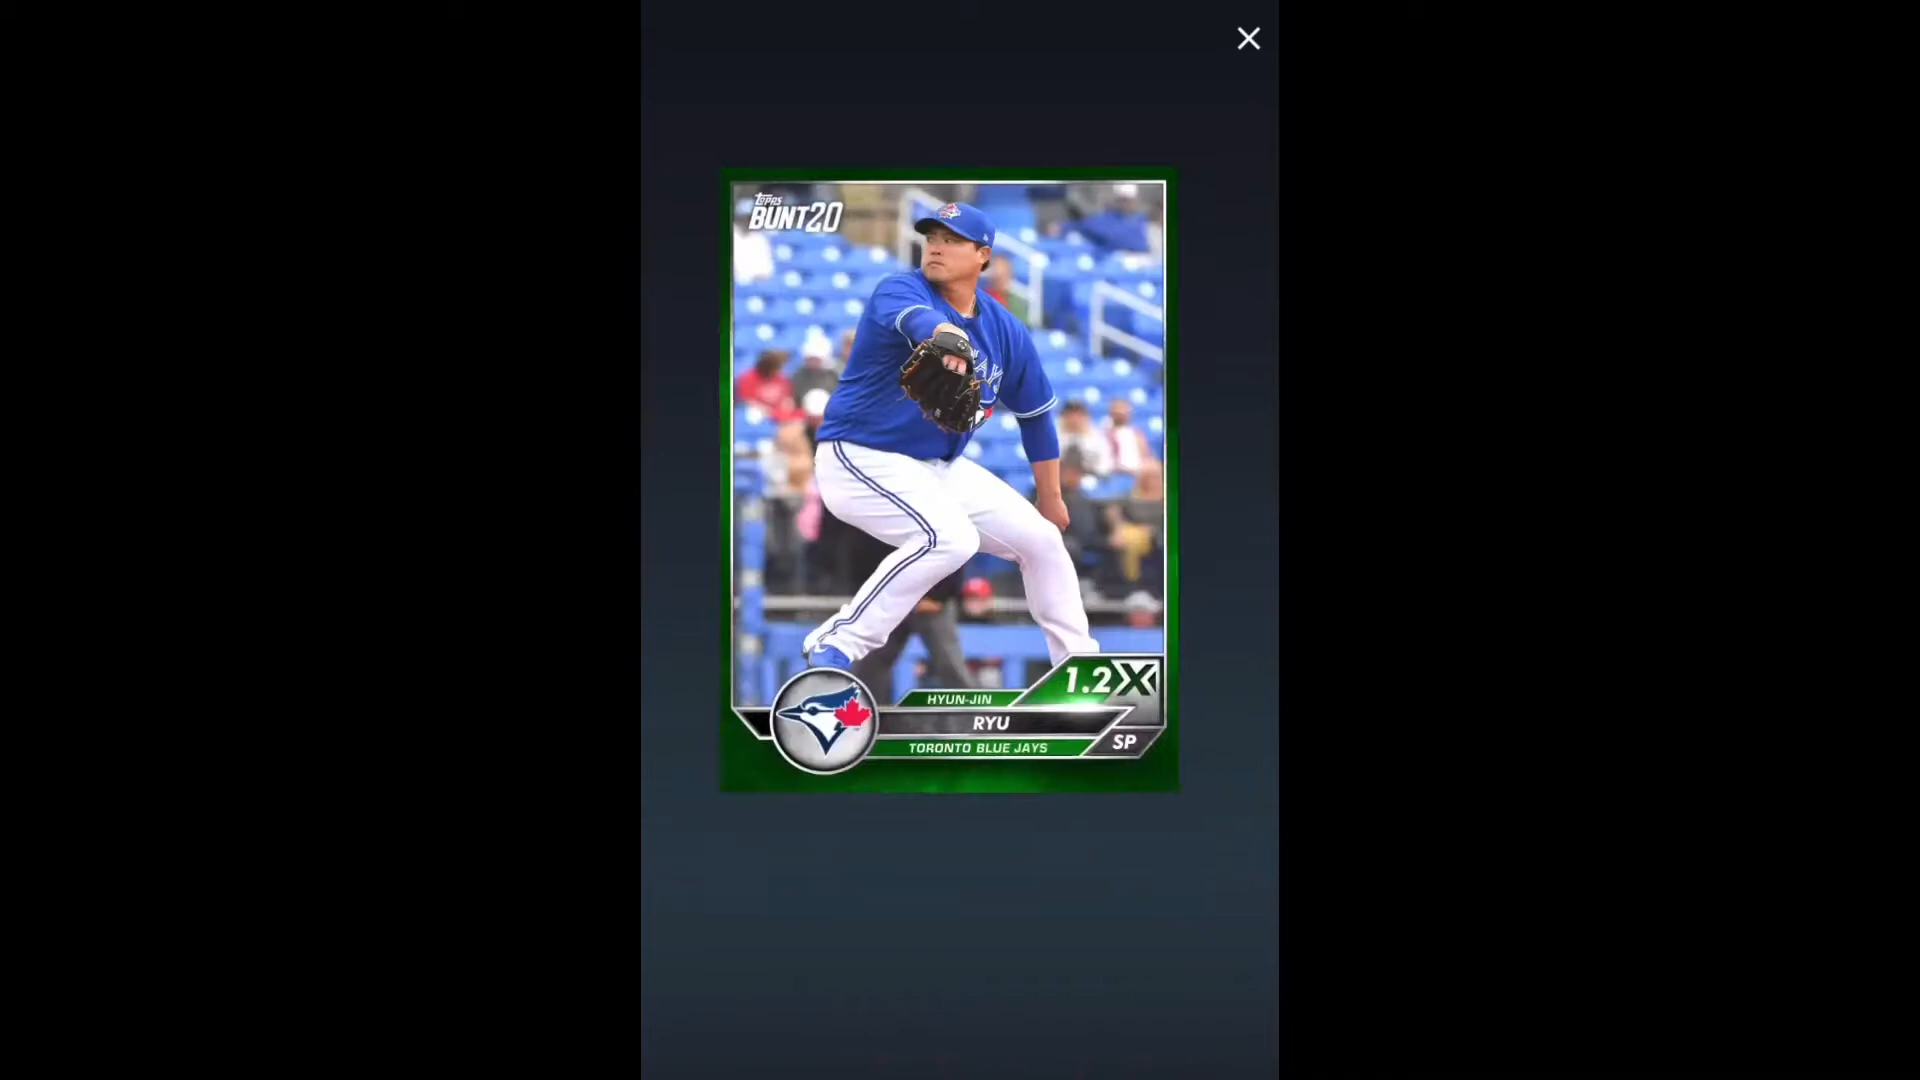 TOPPS
BUNT20
1.2X
HYUN-JIN
RYU
TORONTO BLUE JAYS
SP